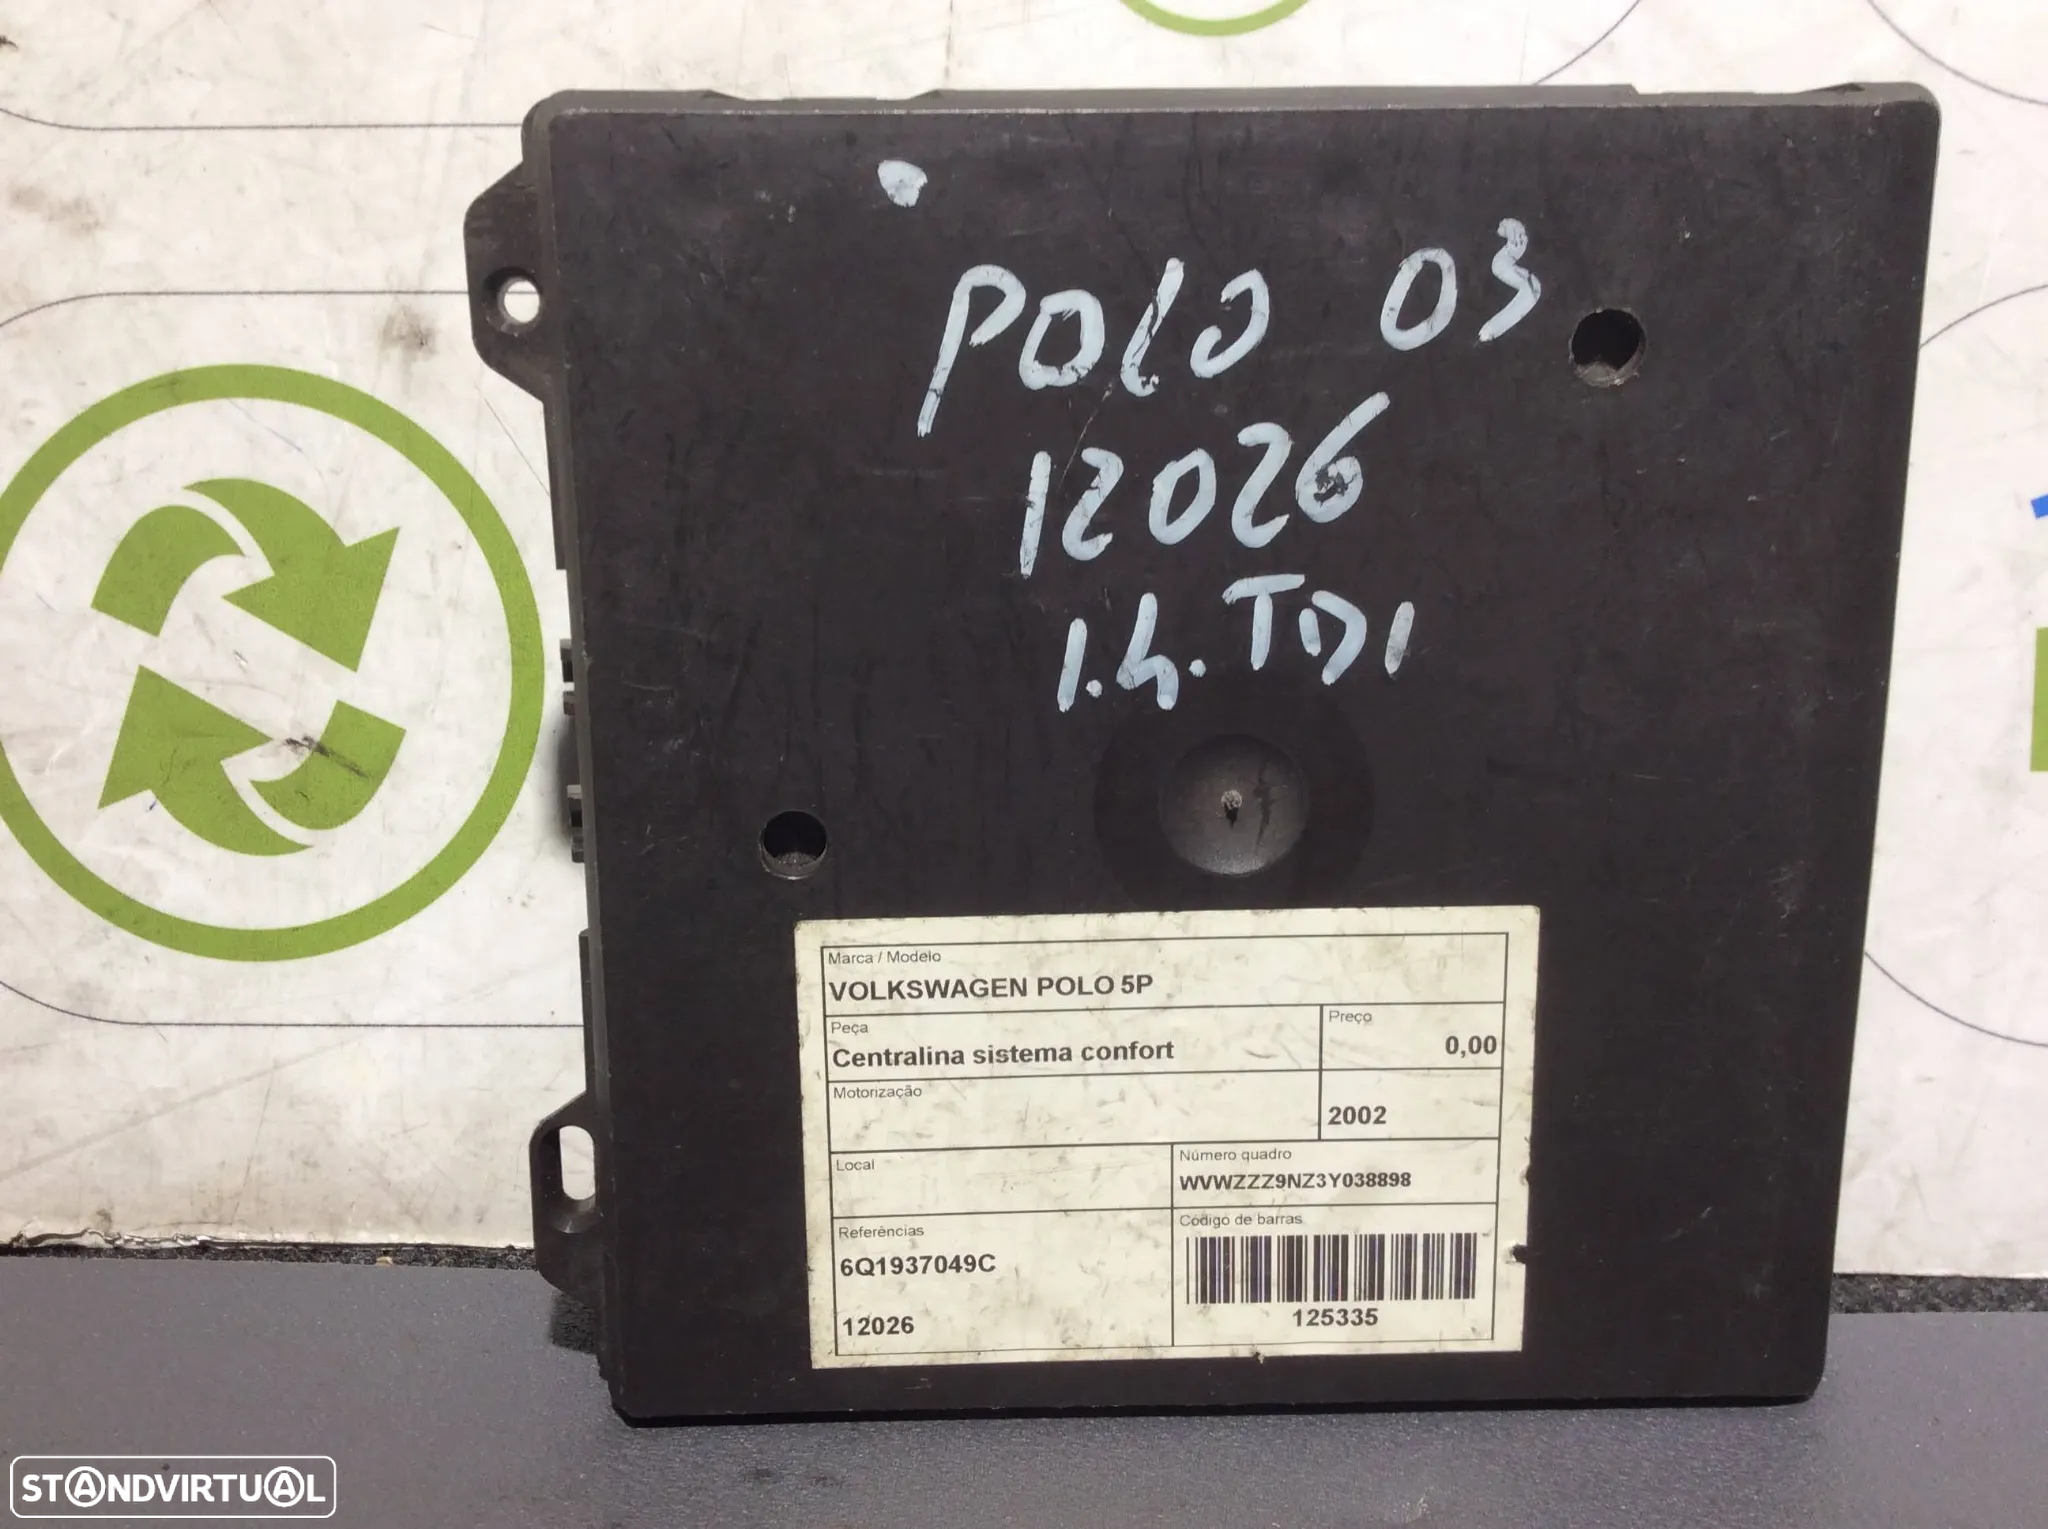 POLO 03
12026
1.4.TDI
Marca / Modelo
VOLKSWAGEN POLO 5P
Peça
Preço
Centralina sistema confort
0,00
Motorização
2002
Local
Número quadro
WVWZZZ9NZ3Y038898
Referências
Código de barras
6Q1937049C
12026
125335
STANDVIRTUAL